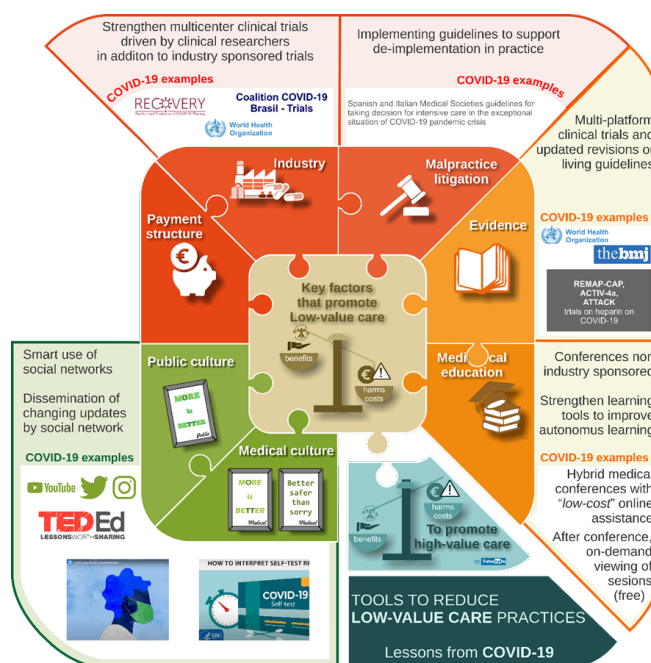 Strengthen multicenter clinical trials
driven by clinical researchers
in additon to industry sponsored trials
COVID-19 examples
RECOVERY
Coalition COVID-19
Brasil - Trials
World Health
Organization
Implementing guidelines to support
de-implementation in practice
COVID-19 examples
Spanish and Italian Medical Societies guidelines for
taking decision for intensive care in the exceptional
situation of COVID-19 pandemic crisis
Multi-platform
clinical trials and
updated revisions on
living guidelines
COVID-19 examples
World Health
Organization
thebmj
REMAP-CAP,
ACTIV-4a,
ATTACK
trials on heparin on
COVID-19
Industry
Malpractice
litigation
Payment
structure
Evidence
Key factors
that promote
Low-value care
benefits
harms
costs
Public culture
MORE
is
BETTER
Public
Medical culture
MORE
is
BETTER
Medical
Better
safer
than
sorry
Medical
Medical
education
Smart use of
social networks
Dissemination of
changing updates
by social network
COVID-19 examples
YouTube
TEDEd
LESSONS WORTH SHARING
HOW TO INTERPRET SELF-TEST RE
COVID-19
Self-test
CDC
Conferences non
industry sponsored
Strengthen learning
tools to improve
autonomus learning
COVID-19 examples
Hybrid medical
conferences with
“low-cost” online
assistance
After conference,
on-demand
viewing of
sesions
(free)
harms
costs
benefits
To promote
high-value care
by
TOOLS TO REDUCE
LOW-VALUE CARE PRACTICES
Lessons from COVID-19